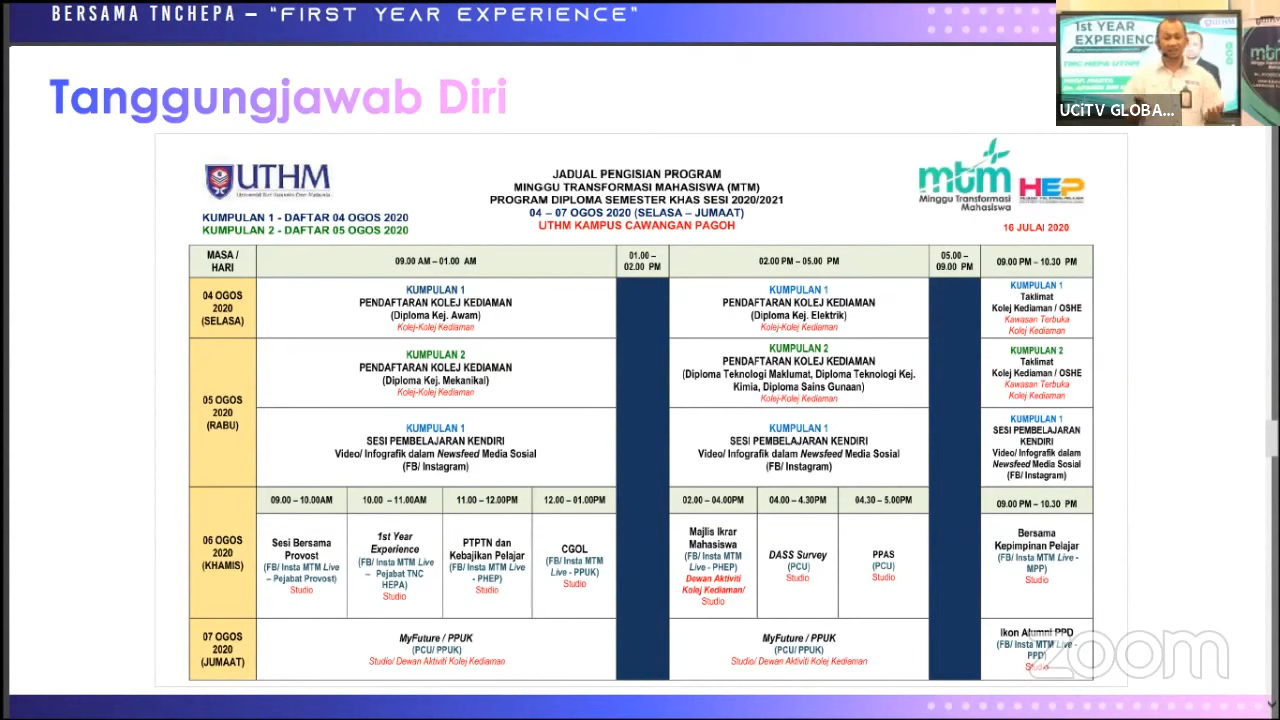 BERSAMA TNCHEPA – “FIRST YEAR EXPERIENCE”
Tanggungjawab Diri
1st YEAR
EXPERIENC
UTHM
mtm
UCiTV GLOBA...
UTHM
Universiti Tun Hussein Onn Malaysia
KUMPULAN 1 - DAFTAR 04 OGOS 2020
KUMPULAN 2 - DAFTAR 05 OGOS 2020
JADUAL PENGISIAN PROGRAM
MINGGU TRANSFORMASI MAHASISWA (MTM)
PROGRAM DIPLOMA SEMESTER KHAS SESI 2020/2021
04 – 07 OGOS 2020 (SELASA – JUMAAT)
UTHM KAMPUS CAWANGAN PAGOH
mtm
Minggu Transformasi
Mahasiswa
HEP
16 JULAI 2020
MASA /
HARI
09.00 AM – 01.00 AM
01.00 –
02.00 PM
02.00 PM – 05.00 PM
05.00 –
09.00 PM
09.00 PM - 10.30 PM
04 OGOS
2020
(SELASA)
KUMPULAN 1
PENDAFTARAN KOLEJ KEDIAMAN
(Diploma Kej. Awam)
Kolej-Kolej Kediaman
KUMPULAN 1
PENDAFTARAN KOLEJ KEDIAMAN
(Diploma Kej. Elektrik)
Kolej-Kolej Kediaman
KUMPULAN 1
Taklimat
Kolej Kediaman / OSHE
Kawasan Terbuka
Kolej Kediaman
05 OGOS
2020
(RABU)
KUMPULAN 2
PENDAFTARAN KOLEJ KEDIAMAN
(Diploma Kej. Mekanikal)
Kolej-Kolej Kediaman
KUMPULAN 2
PENDAFTARAN KOLEJ KEDIAMAN
(Diploma Teknologi Maklumat, Diploma Teknologi Kej.
Kimia, Diploma Sains Gunaan)
Kolej-Kolej Kediaman
KUMPULAN 2
Taklimat
Kolej Kediaman / OSHE
Kawasan Terbuka
Kolej Kediaman
KUMPULAN 1
SESI PEMBELAJARAN KENDIRI
Video/ Infografik dalam Newsfeed Media Sosial
(FB/ Instagram)
KUMPULAN 1
SESI PEMBELAJARAN KENDIRI
Video/ Infografik dalam Newsfeed Media Sosial
(FB/ Instagram)
KUMPULAN 1
SESI PEMBELAJARAN
KENDIRI
Video/ Infografik dalam
Newsfeed Media Sosial
(FB/ Instagram)
06 OGOS
2020
(KHAMIS)
09.00 – 10.00AM
10.00 – 11.00AM
11.00 – 12.00PM
12.00 – 01.00PM
02.00 – 04.00PM
04.00 – 4.30PM
04.30 – 5.00PM
09.00 PM – 10.30 PM
Sesi Bersama
Provost
(FB/ Insta MTM Live
– Pejabat Provost)
Studio
1st Year
Experience
(FB/ Insta MTM Live
– Pejabat TNC
HEPA)
Studio
PTPTN dan
Kebajikan Pelajar
(FB/ Insta MTM Live
- PHEP)
Studio
CGOL
(FB/ Insta MTM
Live - PPUK)
Studio
Majlis Ikrar
Mahasiswa
(FB/ Insta MTM
Live - PHEP)
Dewan Aktiviti
Kolej Kediaman/
Studio
DASS Survey
(PCU)
Studio
PPAS
(PCU)
Studio
Bersama
Kepimpinan Pelajar
(FB/ Insta MTM Live -
MPP)
Studio
07 OGOS
2020
(JUMAAT)
MyFuture / PPUK
(PCU/ PPUK)
Studio/ Dewan Aktiviti Kolej Kediaman
MyFuture / PPUK
(PCU/ PPUK)
Studio/ Dewan Aktiviti Kolej Kediaman
Ikon Alumni PPD
(FB/ Insta MTM Live -
PPD)
Studio
zoom